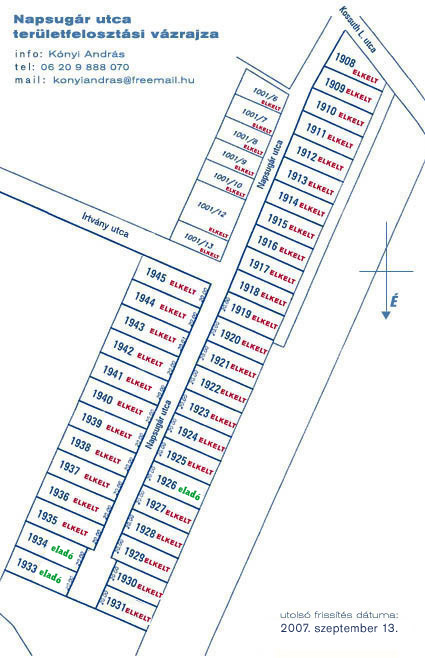 Napsugár utca
területfelosztási vázrajza
info: Kónyi András
tel: 06 20 9 888 070
mail: konyiandras@freemail.hu
Kossuth L. utca
1908 ELKELT
1909 ELKELT
1910 ELKELT
1911 ELKELT
1912 ELKELT
1913 ELKELT
1914 ELKELT
1915 ELKELT
1916 ELKELT
1917 ELKELT
1918 ELKELT
1919 ELKELT
1920 ELKELT
1921 ELKELT
1922 ELKELT
1923 ELKELT
1924 ELKELT
1925 ELKELT
1926 eladó
1927 ELKELT
1928 ELKELT
1929 ELKELT
1930 ELKELT
1931 ELKELT
1001/6 ELKELT
1001/7 ELKELT
1001/8 ELKELT
1001/9 ELKELT
1001/10 ELKELT
1001/12 ELKELT
1001/13 ELKELT
Napsugár utca
Irtvány utca
1945 ELKELT
1944 ELKELT
1943 ELKELT
1942 ELKELT
1941 ELKELT
1940 ELKELT
1939 ELKELT
1938 ELKELT
1937 ELKELT
1936 ELKELT
1935 ELKELT
1934 eladó
1933 eladó
Napsugár utca
É
utolsó frissítés dátuma:
2007. szeptember 13.